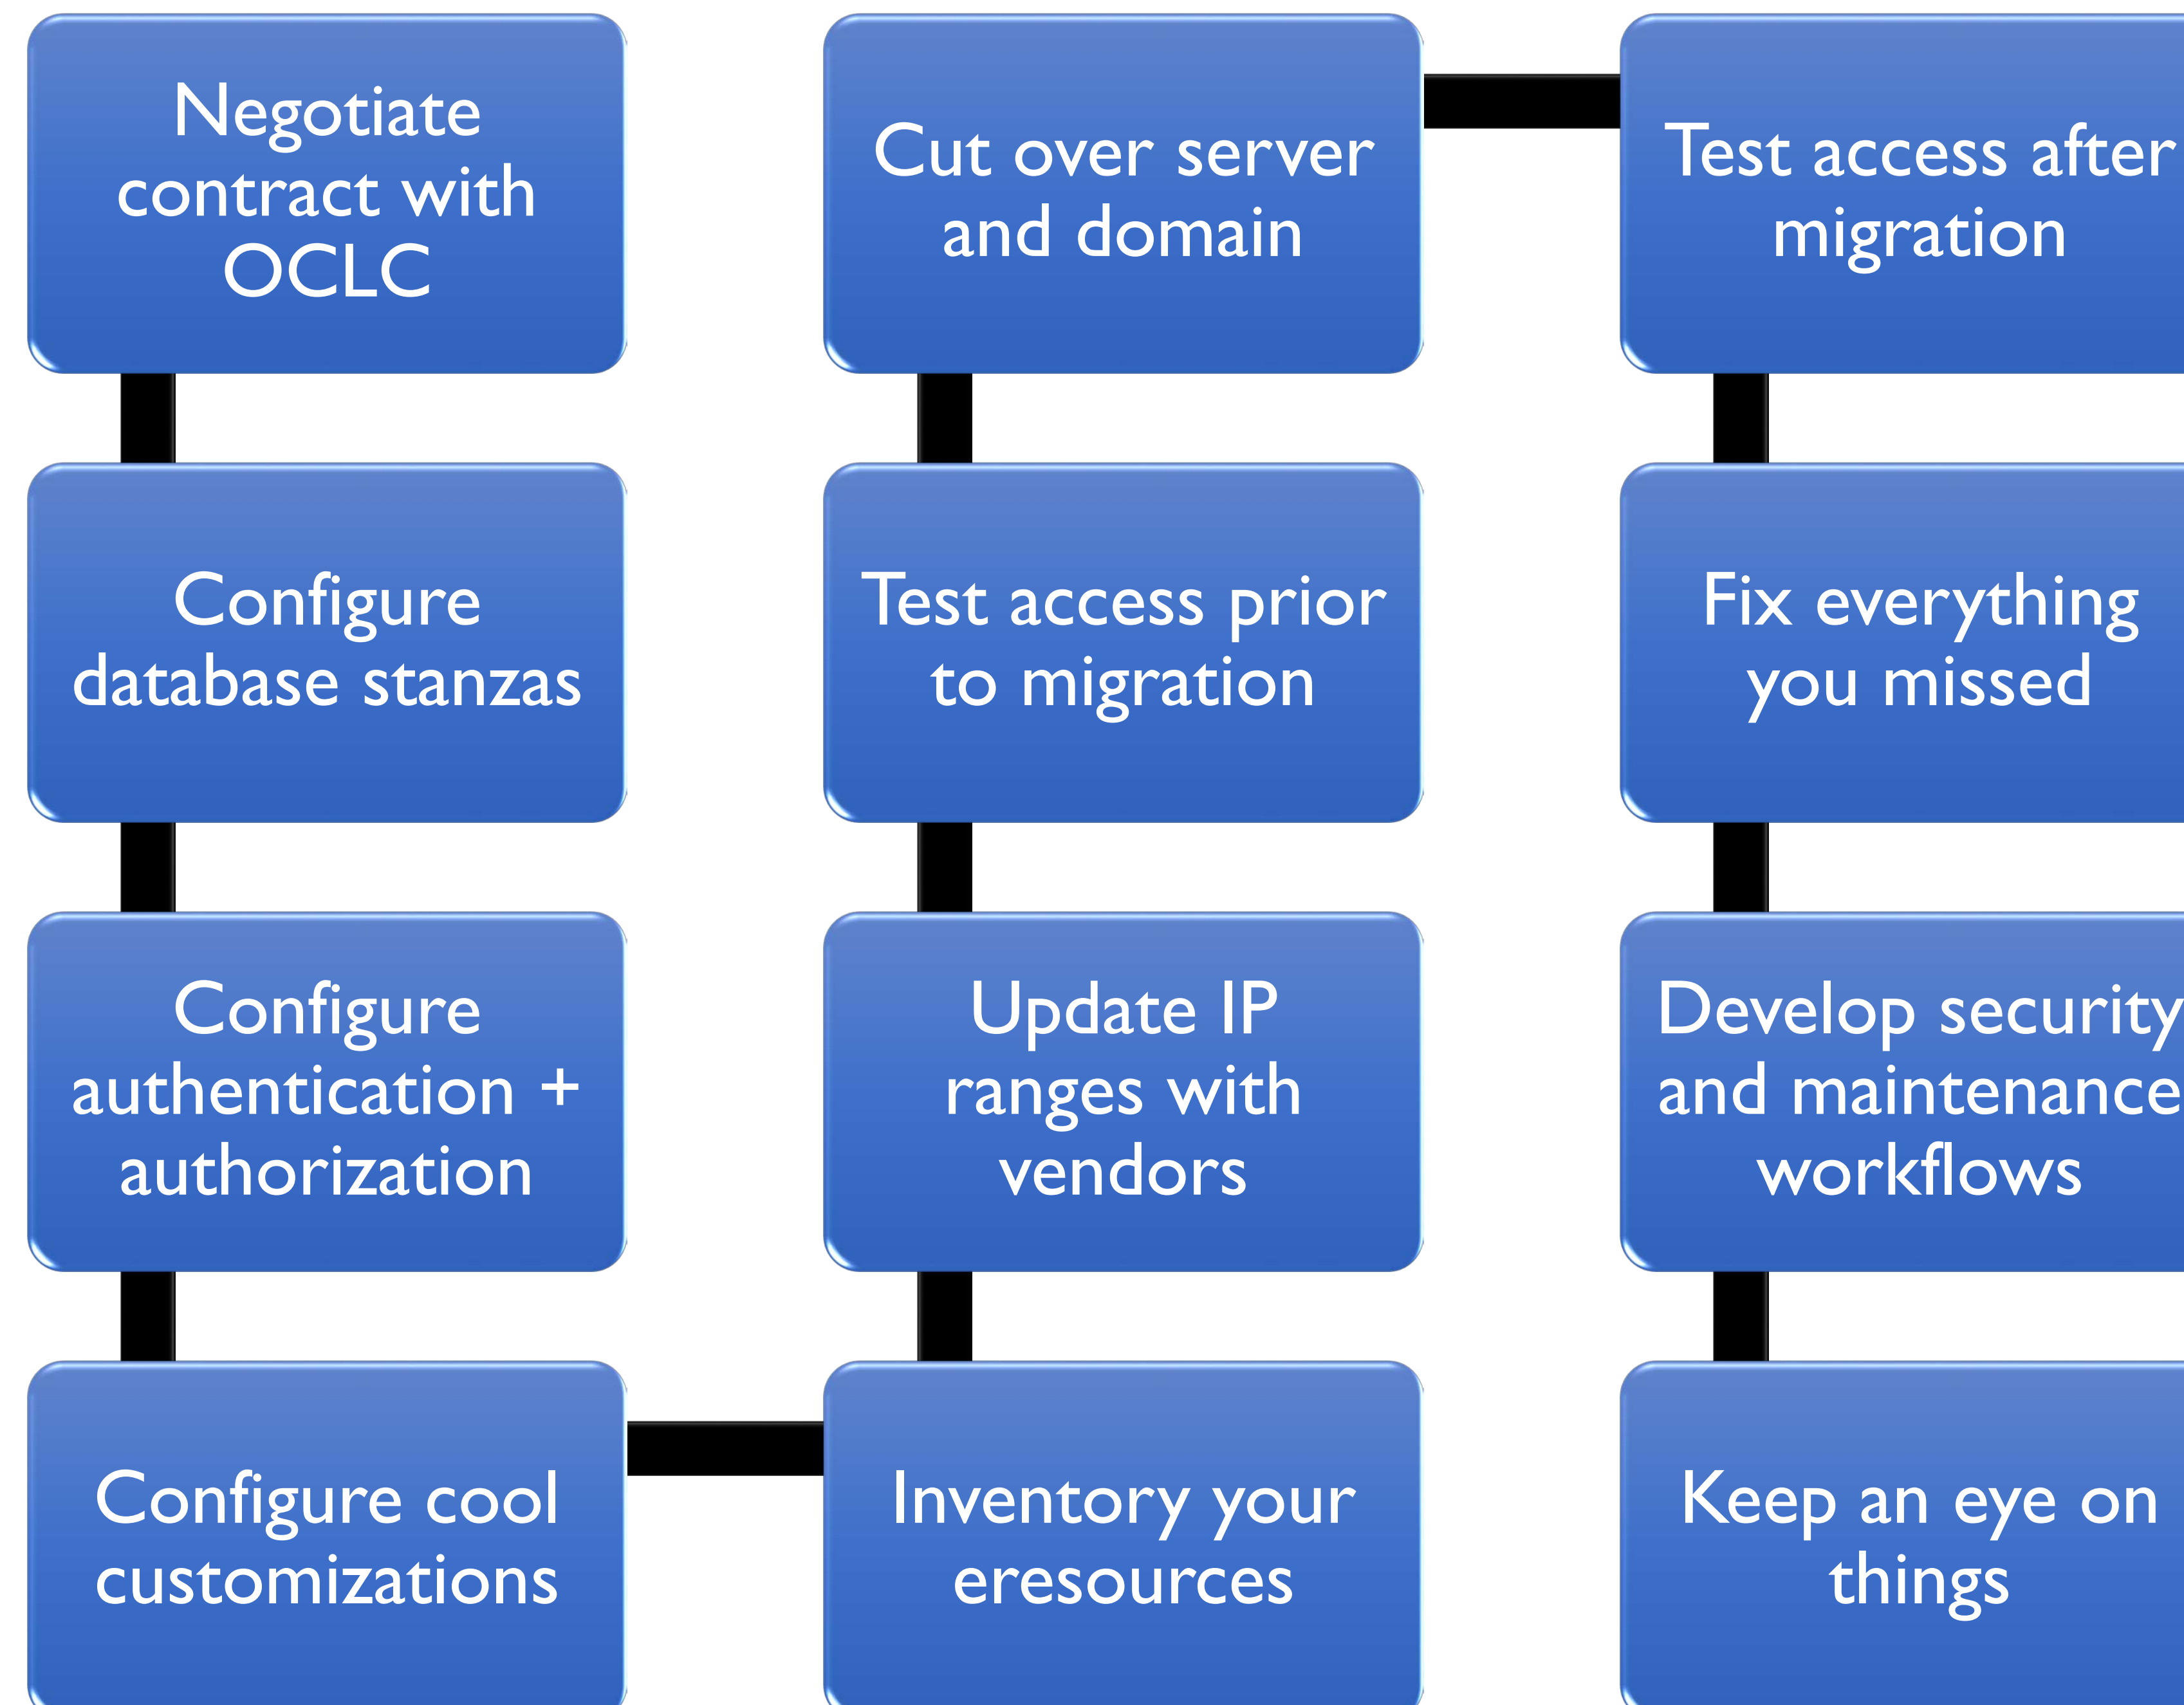 Negotiate
contract with
OCLC
Configure
database stanzas
Configure
authentication +
authorization
Configure cool
customizations
Inventory your
eresources
Update IP
ranges with
vendors
Test access prior
to migration
Cut over server
and domain
Test access after
migration
Fix everything
you missed
Develop security
and maintenance
workflows
Keep an eye on
things